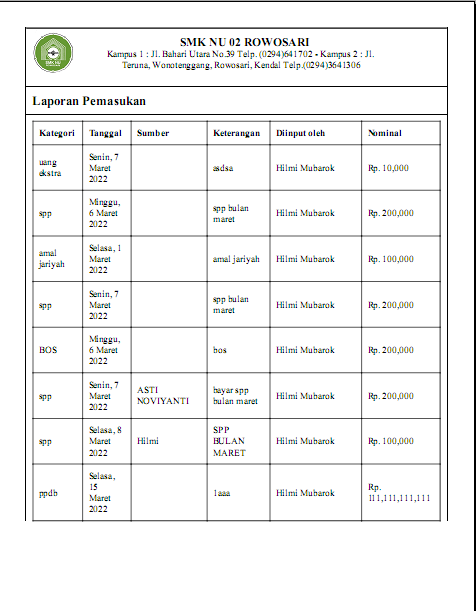 SMK NU 02 ROWOSARI
Kampus 1 : Jl. Bahari Utara No.39 Telp. (0294)641702 - Kampus 2 : Jl.
Teruna, Wonotenggang, Rowosari, Kendal Telp.(0294)3641306
SMK NU
Laporan Pemasukan
Kategori Tanggal Sumber Keterangan Diinput oleh Nominal
uang ekstra Senin, 7 Maret 2022 asdsa Hilmi Mubarok Rp. 10,000
spp Minggu, 6 Maret 2022 spp bulan maret Hilmi Mubarok Rp. 200,000
amal jariyah Selasa, 1 Maret 2022 amal jariyah Hilmi Mubarok Rp. 100,000
spp Senin, 7 Maret 2022 spp bulan maret Hilmi Mubarok Rp. 200,000
BOS Minggu, 6 Maret 2022 bos Hilmi Mubarok Rp. 200,000
spp Senin, 7 Maret 2022 ASTI NOVIYANTI bayar spp bulan maret Hilmi Mubarok Rp. 200,000
spp Selasa, 8 Maret 2022 Hilmi SPP BULAN MARET Hilmi Mubarok Rp. 100,000
ppdb Selasa, 15 Maret 2022 1aaa Hilmi Mubarok Rp. 111,111,111,111